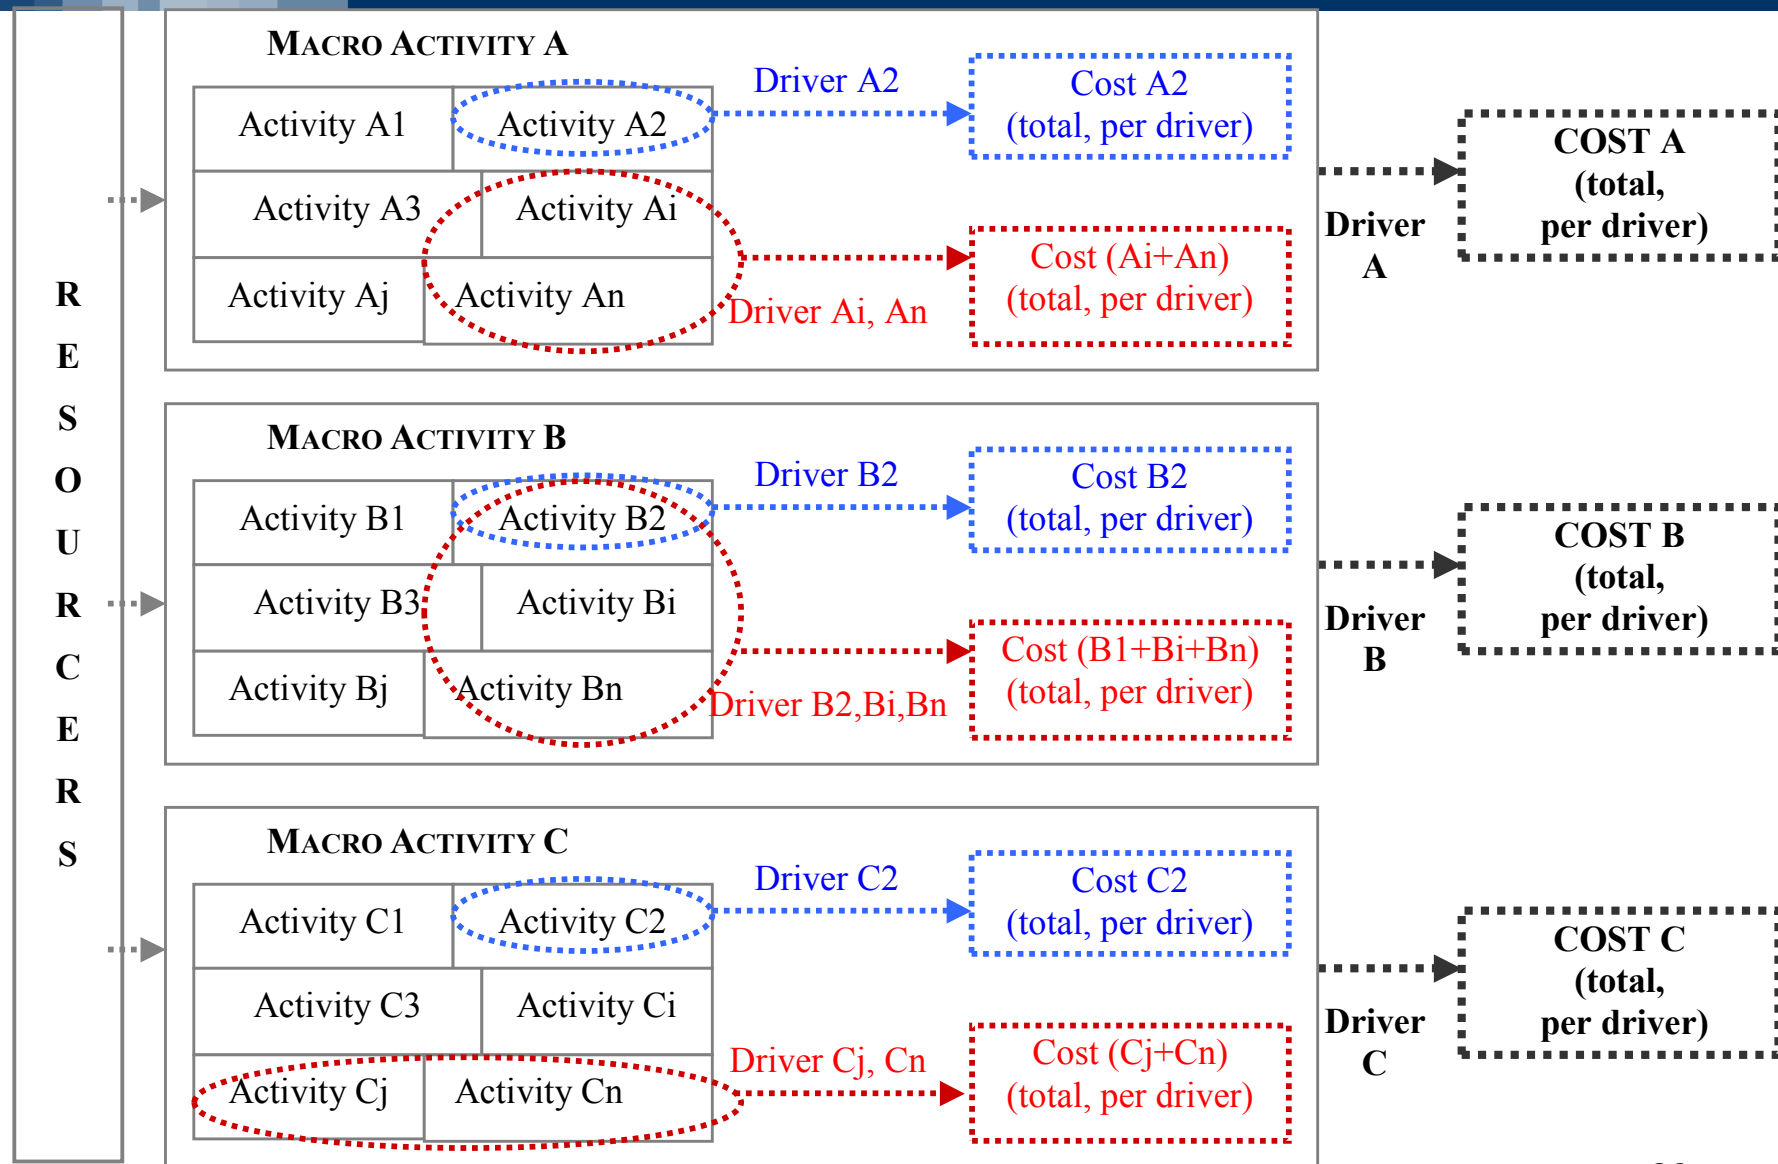 R
E
S
O
U
R
C
E
R
S
MACRO ACTIVITY A
Activity A1
Activity A2
Activity A3
Activity Ai
Activity Aj
Activity An
Driver A2
Cost A2
(total, per driver)
Driver Ai, An
Cost (Ai+An)
(total, per driver)
Driver
A
COST A
(total,
per driver)
MACRO ACTIVITY B
Activity B1
Activity B2
Activity B3
Activity Bi
Activity Bj
Activity Bn
Driver B2
Cost B2
(total, per driver)
Driver B2,Bi,Bn
Cost (B1+Bi+Bn)
(total, per driver)
Driver
B
COST B
(total,
per driver)
MACRO ACTIVITY C
Activity C1
Activity C2
Activity C3
Activity Ci
Activity Cj
Activity Cn
Driver C2
Cost C2
(total, per driver)
Driver Cj, Cn
Cost (Cj+Cn)
(total, per driver)
Driver
C
COST C
(total,
per driver)